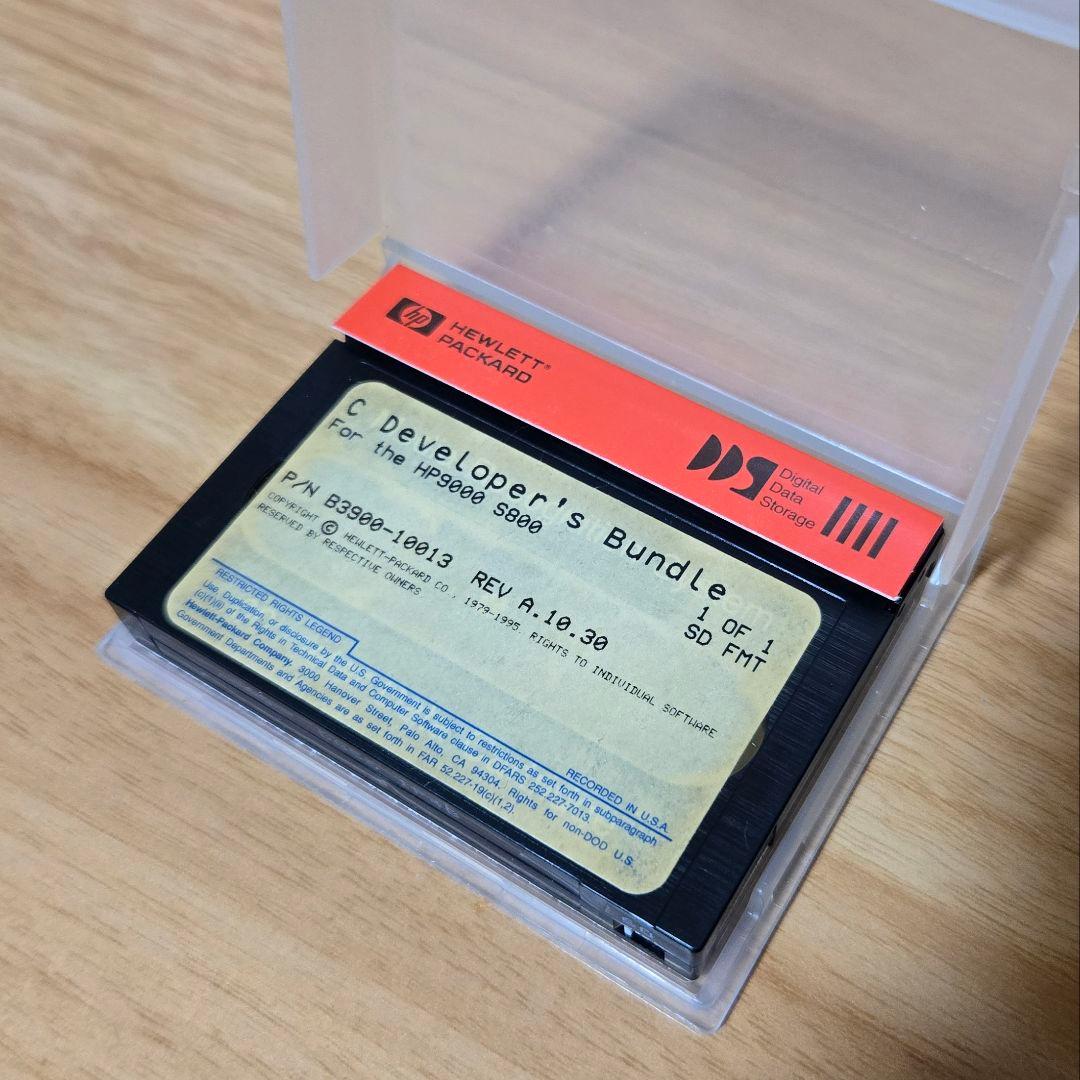 hp HEWLETT®
PACKARD
DDS Digital
Data
Storage
C Developer's Bundle
For the HP9000 S800
1 OF 1
SD FMT
P/N B3900-10013 REV A.10.30
COPYRIGHT © HEWLETT-PACKARD CO., 1979-1995. RIGHTS TO INDIVIDUAL SOFTWARE
RESERVED BY RESPECTIVE OWNERS
RECORDED IN U.S.A.
RESTRICTED RIGHTS LEGEND
Use, Duplication, or disclosure by the U.S. Government is subject to restrictions as set forth in subparagraph
(c)(1)(ii) of the Rights in Technical Data and Computer Software clause in DFARS 252.227-7013.
Hewlett-Packard Company. 3000 Hanover Street, Palo Alto, CA 94304. Rights for non-DOD U.S.
Government Departments and Agencies are as set forth in FAR 52.227-19(c)(1,2).